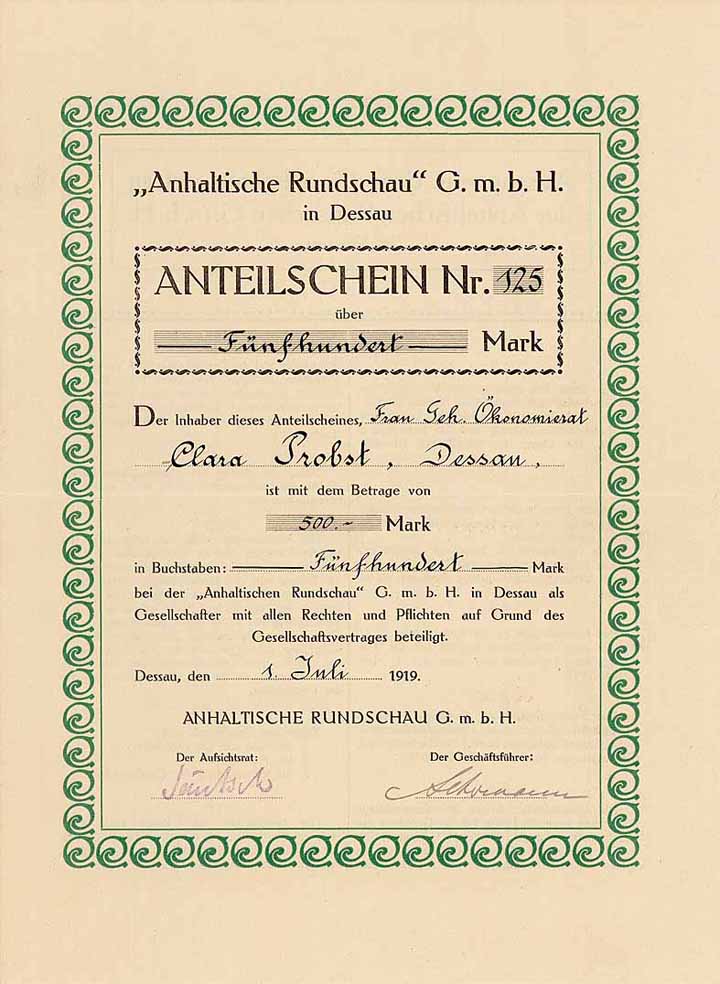 „Anhaltische Rundschau“ G. m. b. H.
in Dessau
ANTEILSCHEIN Nr. 125
über
Fünfhundert Mark
Der Inhaber dieses Anteilscheines, Frau Geh. Ökonomierat
Clara Probst, Dessau,
ist mit dem Betrage von
500.- Mark
in Buchstaben: Fünfhundert Mark
bei der „Anhaltischen Rundschau“ G. m. b. H. in Dessau als
Gesellschafter mit allen Rechten und Pflichten auf Grund des
Gesellschaftsvertrages beteiligt.
Dessau, den 1. Juli 1919.
ANHALTISCHE RUNDSCHAU G. m. b. H.
Der Aufsichtsrat: Der Geschäftsführer: